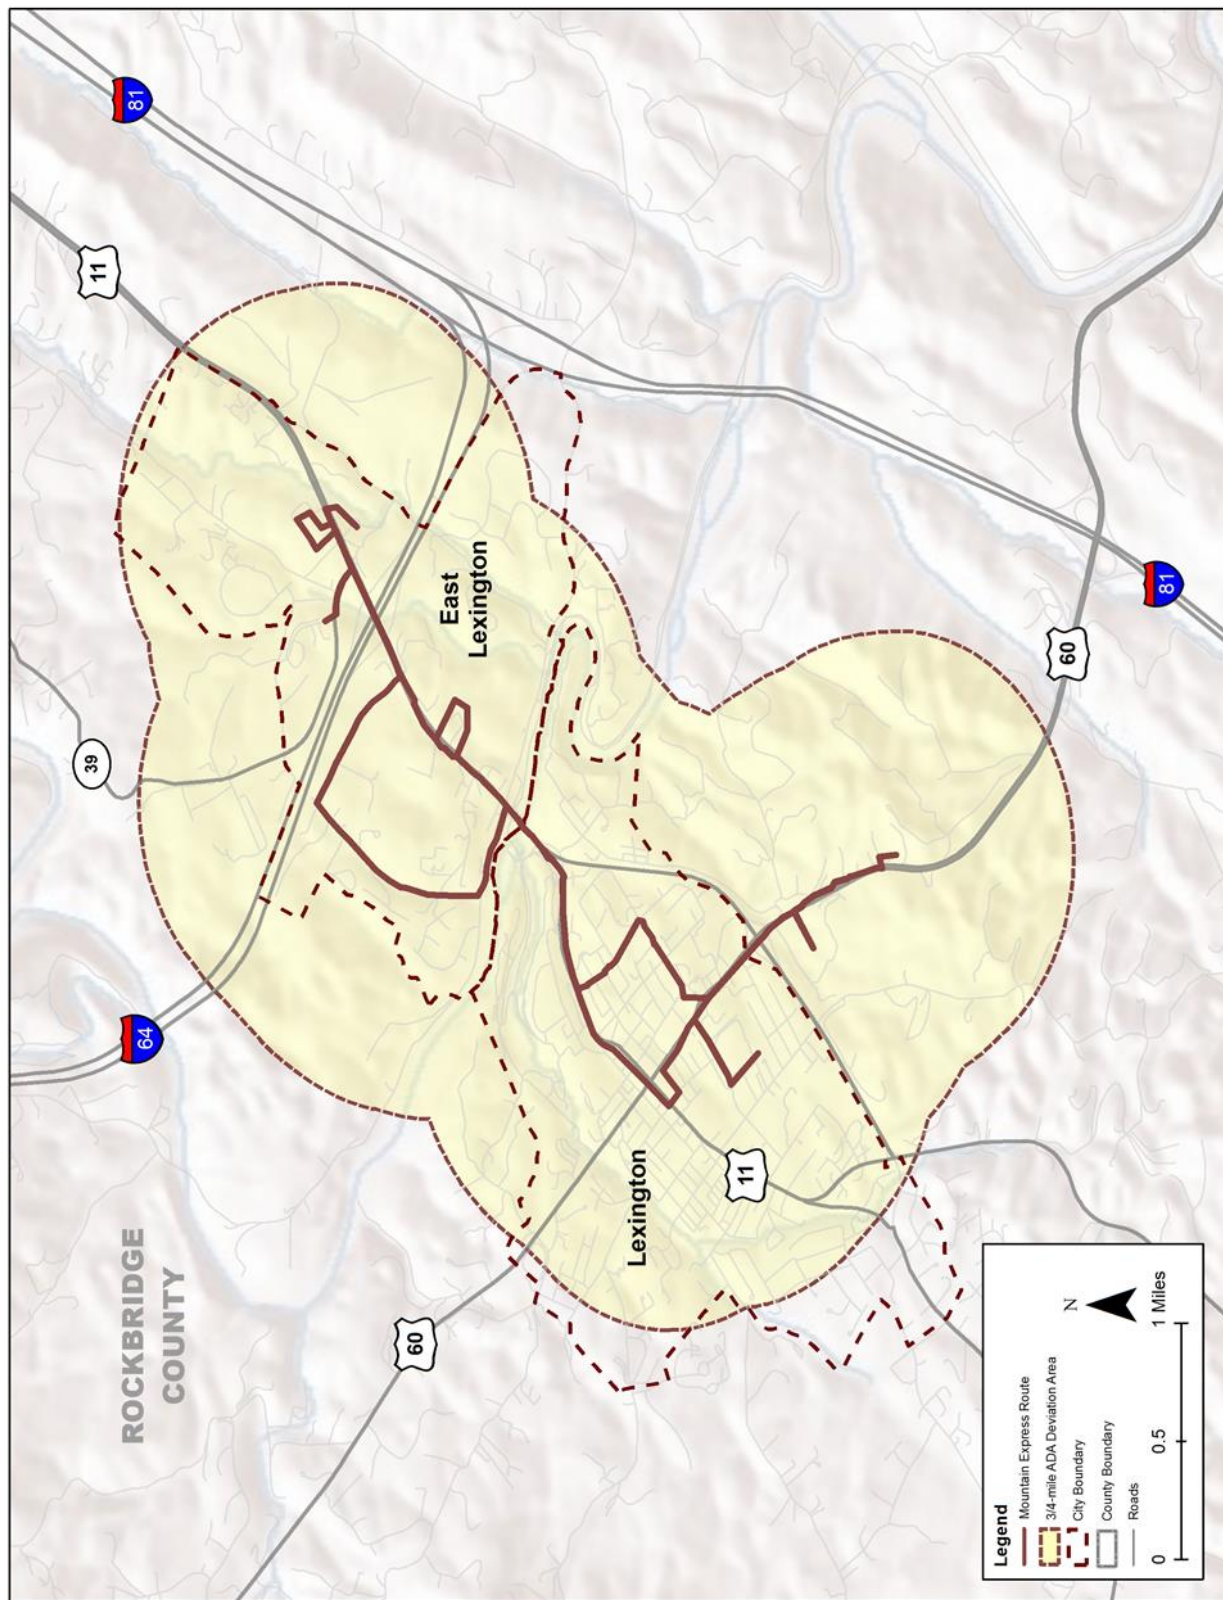 ROCKBRIDGE
COUNTY
64
39
11
81
60
East
Lexington
Lexington
11
60
81
Legend
Mountain Express Route
3/4-mile ADA Deviation Area
City Boundary
County Boundary
Roads
N
0
0.5
1 Miles